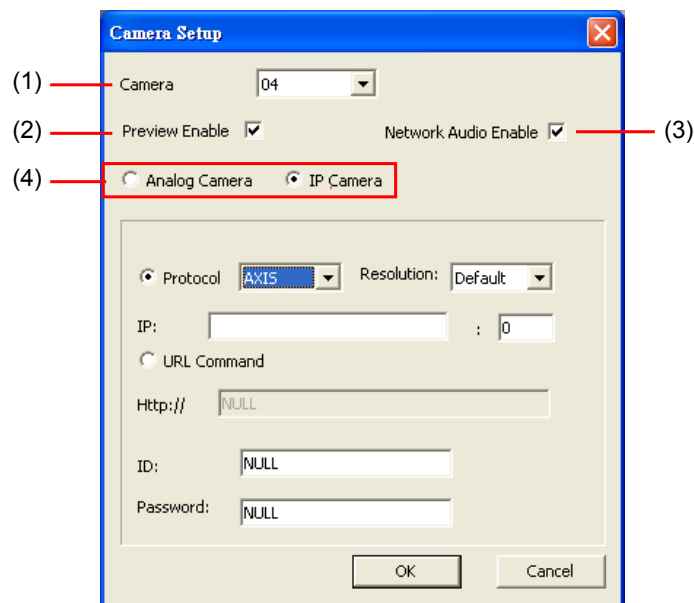 Camera Setup
(1) Camera 04
(2) Preview Enable Network Audio Enable (3)
(4) Analog Camera IP Camera
Protocol AXIS Resolution: Default
IP: : 0
URL Command
Http:// NULL
ID: NULL
Password: NULL
OK Cancel